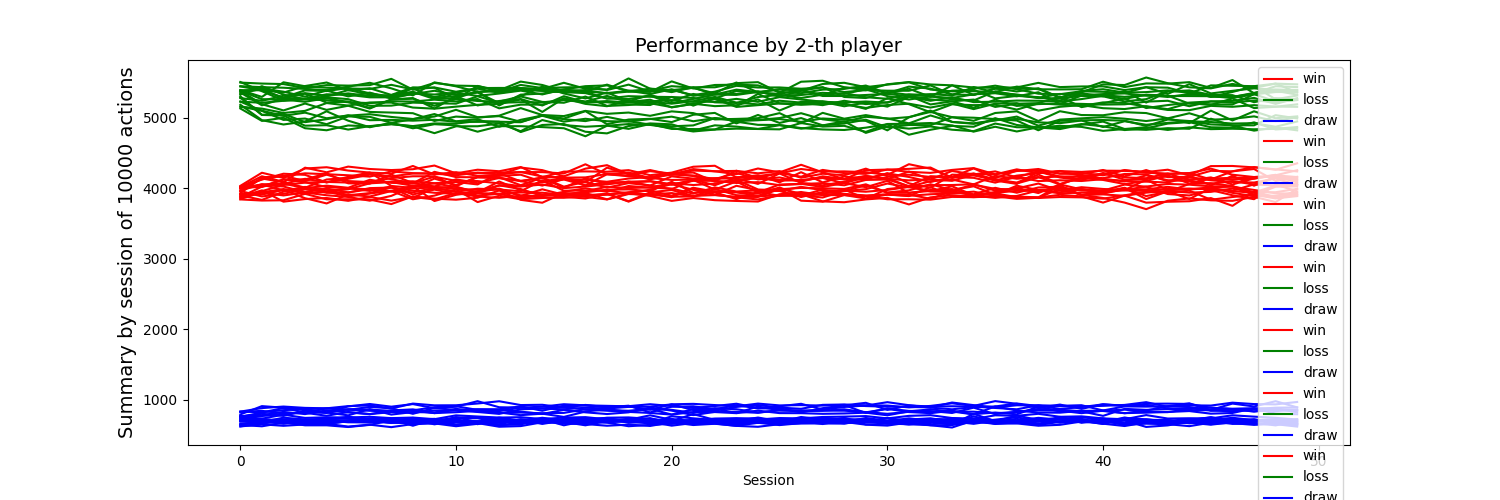 Performance by 2-th player
Summary by session of 10000 actions
5000
4000
3000
2000
1000
0
10
20
30
40
50
Session
win
loss
draw
win
loss
draw
win
loss
draw
win
loss
draw
win
loss
draw
win
loss
draw
win
loss
draw